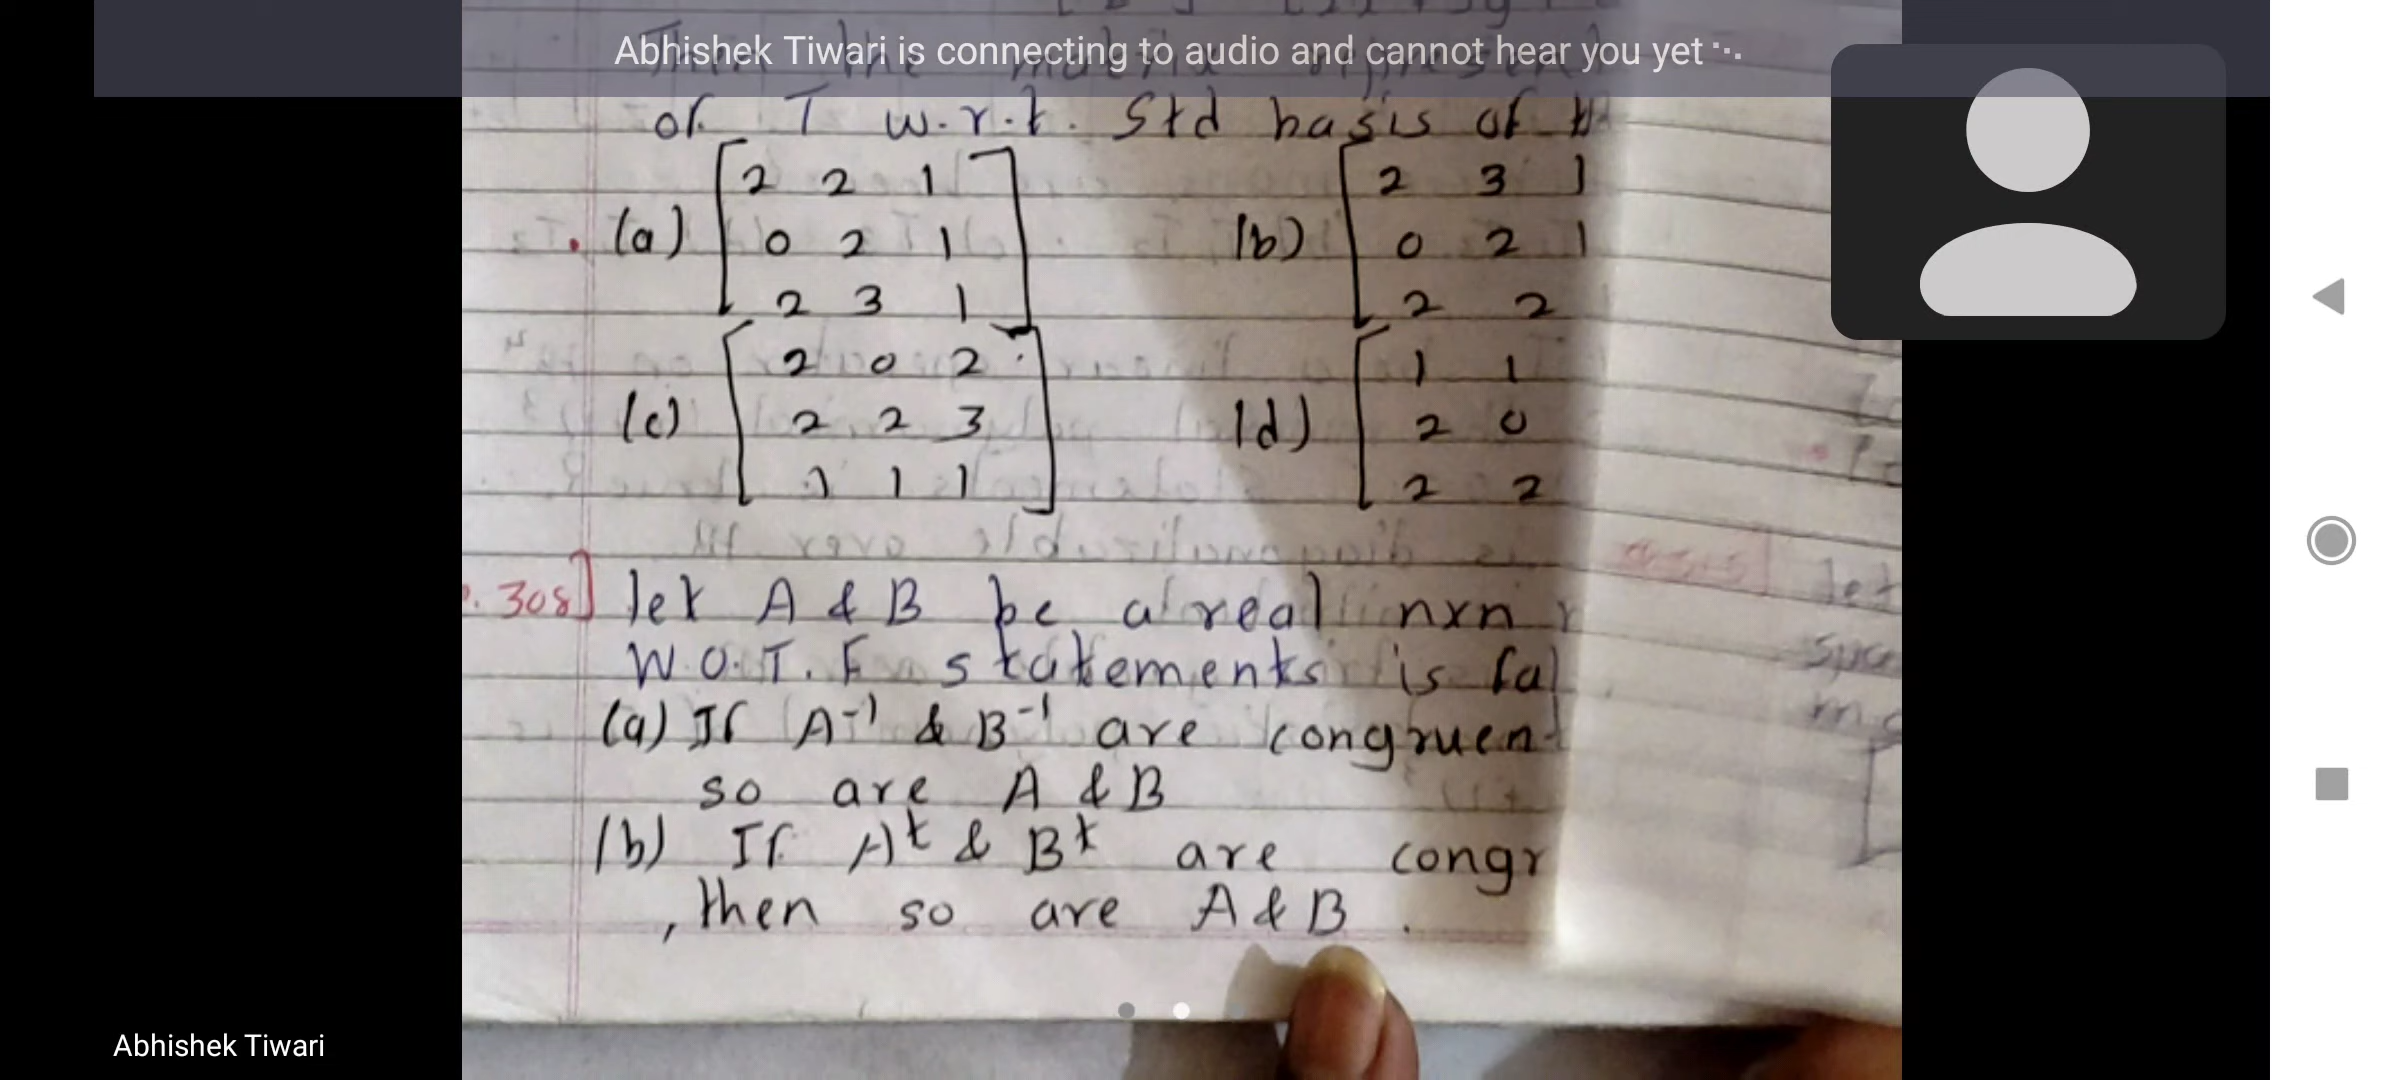 Abhishek Tiwari is connecting to audio and cannot hear you yet
of T w.r.t. Std basis of
(a) [2 2 1
0 2 1
2 3 1]
(b) [2 3 1
0 2 1
2 2
(c) [2 0 2
2 2 3
1 1 1]
(d) [1 1
2 0
2 2
308] let A & B be a real nxn
W.O.T.F statements is fal
(a) If A⁻¹ & B⁻¹ are congruent
so are A & B
(b) If Aᵗ & Bᵗ are congr
, then so are A & B .
Abhishek Tiwari